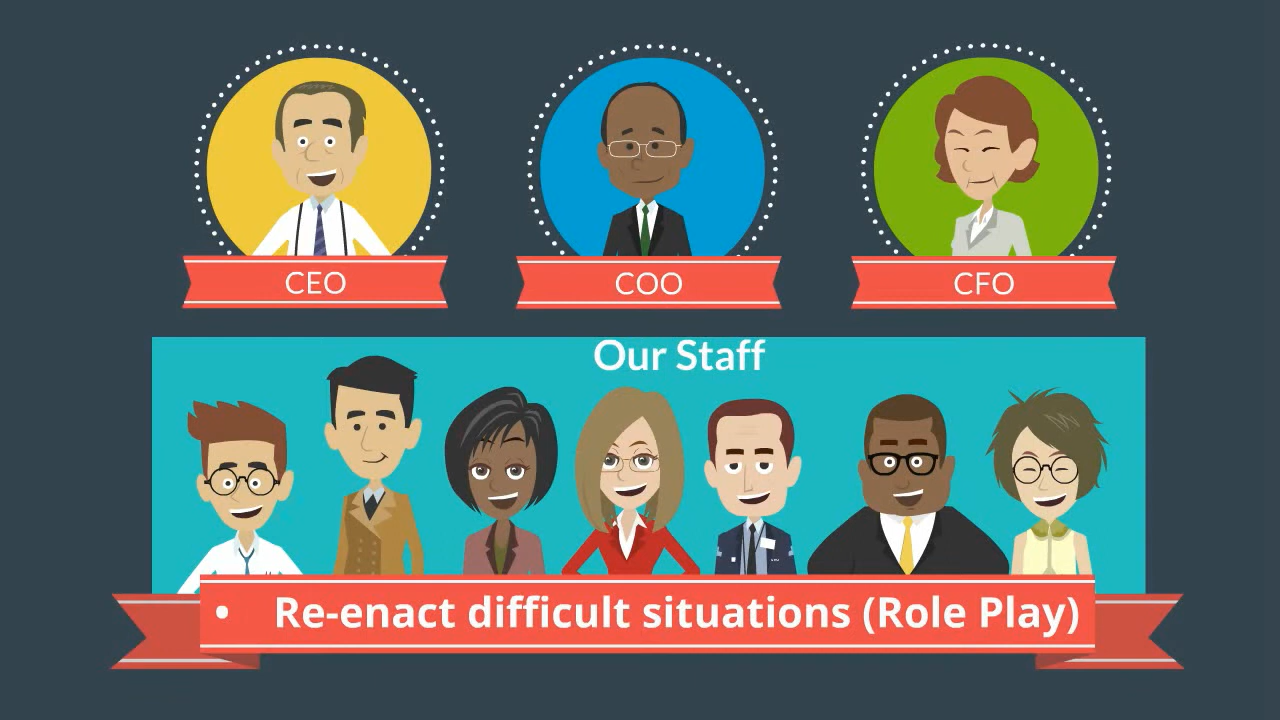 CEO
COO
CFO
Our Staff
• Re-enact difficult situations (Role Play)